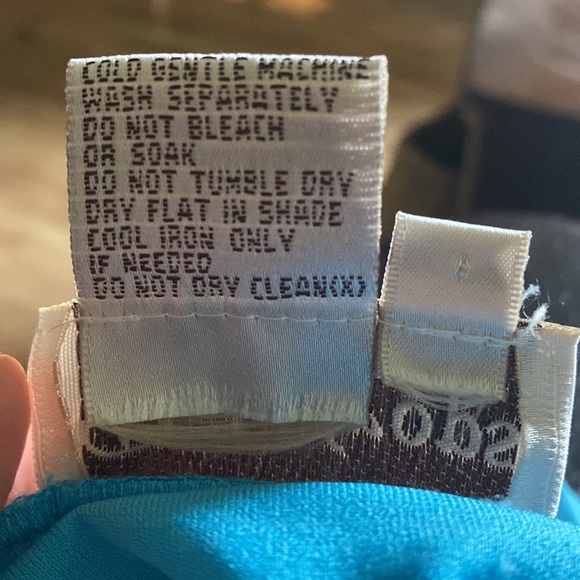 COLD GENTLE MACHINE
WASH SEPARATELY
DO NOT BLEACH
OR SOAK
DO NOT TUMBLE DRY
DRY FLAT IN SHADE
COOL IRON ONLY
IF NEEDED
DO NOT DRY CLEAN(X)